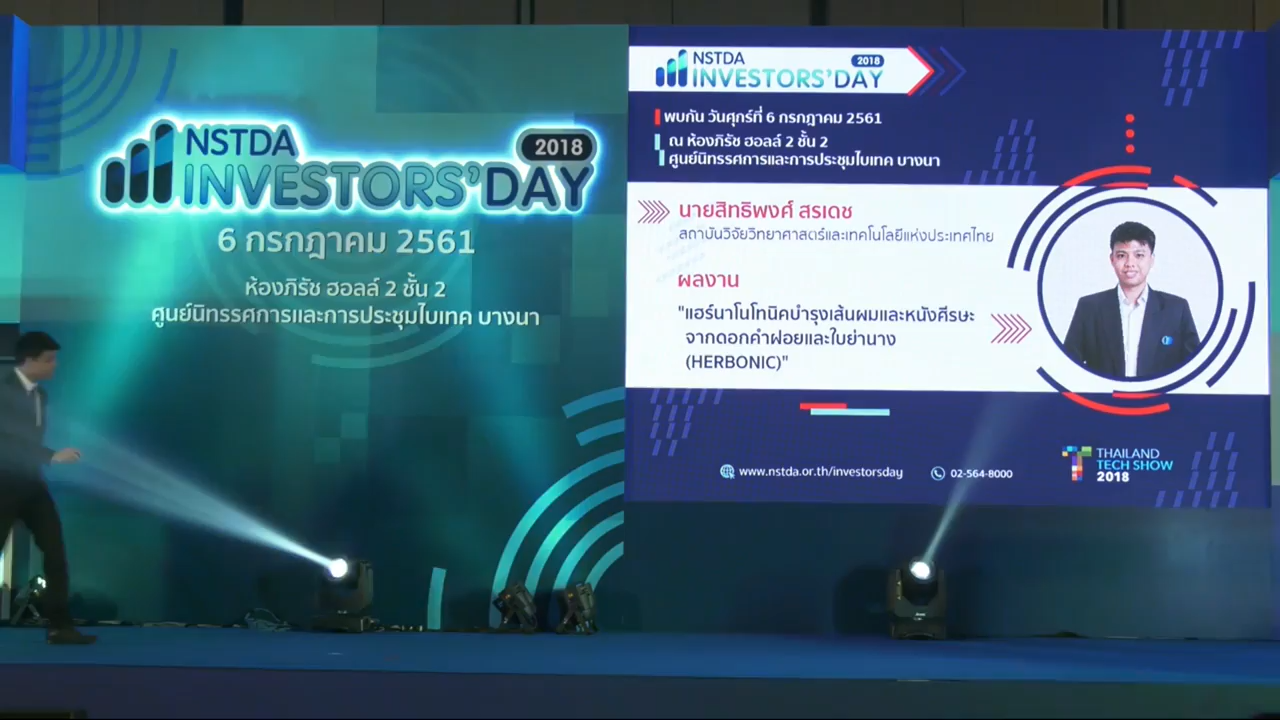 NSTDA
2018
INVESTORS'DAY
6 กรกฎาคม 2561
ห้องภิรัช ฮอลล์ 2 ชั้น 2
ศูนย์นิทรรศการและการประชุมไบเทค บางนา
NSTDA
2018
INVESTORS'DAY
พบกัน วันศุกร์ที่ 6 กรกฎาคม 2561
ณ ห้องภิรัช ฮอลล์ 2 ชั้น 2
ศูนย์นิทรรศการและการประชุมไบเทค บางนา
นายสิทธิพงศ์ สรเดช
สถาบันวิจัยวิทยาศาสตร์และเทคโนโลยีแห่งประเทศไทย
ผลงาน
"แฮร์นาโนโทนิคบำรุงเส้นผมและหนังศีรษะ
จากดอกคำฝอยและใบย่านาง
(HERBONIC)"
www.nstda.or.th/investorsday
02-564-8000
THAILAND
TECH SHOW
2018